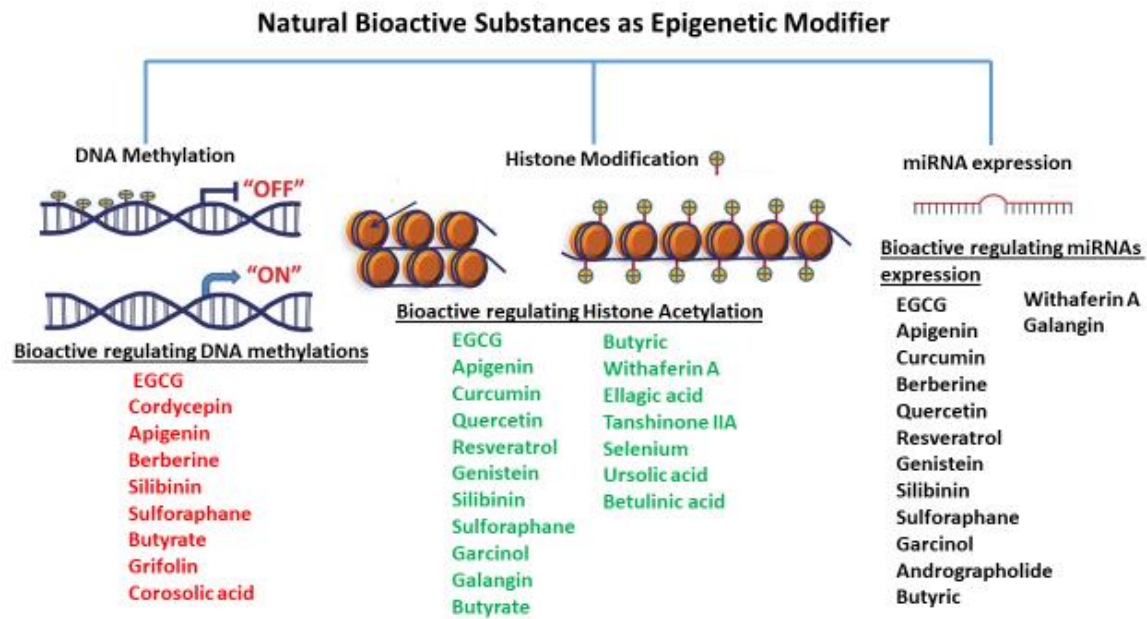 Natural Bioactive Substances as Epigenetic Modifier
DNA Methylation
"OFF"
"ON"
Bioactive regulating DNA methylations
EGCG
Cordycepin
Apigenin
Berberine
Silibinin
Sulforaphane
Butyrate
Grifolin
Corosolic acid
Histone Modification
Bioactive regulating Histone Acetylation
EGCG
Apigenin
Curcumin
Quercetin
Resveratrol
Genistein
Silibinin
Sulforaphane
Garcinol
Galangin
Butyrate
Butyric
Withaferin A
Ellagic acid
Tanshinone IIA
Selenium
Ursolic acid
Betulinic acid
miRNA expression
Bioactive regulating miRNAs
expression
EGCG
Apigenin
Curcumin
Berberine
Quercetin
Resveratrol
Genistein
Silibinin
Sulforaphane
Garcinol
Andrographolide
Butyric
Withaferin A
Galangin